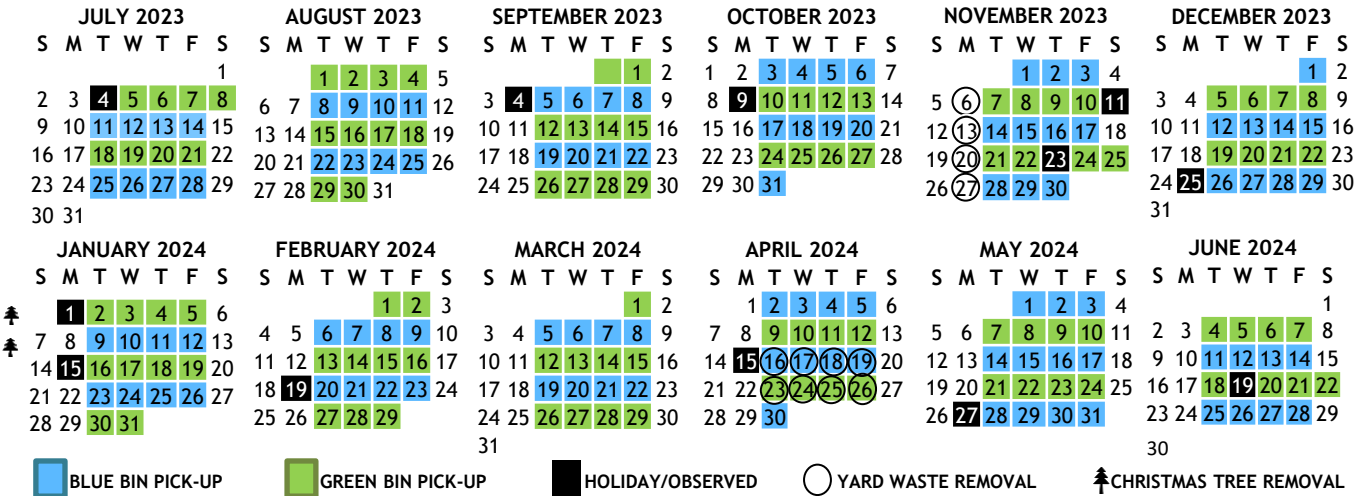 JULY 2023
S M T W T F S
1
2 3 4 5 6 7 8
9 10 11 12 13 14 15
16 17 18 19 20 21 22
23 24 25 26 27 28 29
30 31
AUGUST 2023
S M T W T F S
1 2 3 4 5
6 7 8 9 10 11 12
13 14 15 16 17 18 19
20 21 22 23 24 25 26
27 28 29 30 31
SEPTEMBER 2023
S M T W T F S
1 2
3 4 5 6 7 8 9
10 11 12 13 14 15 16
17 18 19 20 21 22 23
24 25 26 27 28 29 30
OCTOBER 2023
S M T W T F S
1 2 3 4 5 6 7
8 9 10 11 12 13 14
15 16 17 18 19 20 21
22 23 24 25 26 27 28
29 30 31
NOVEMBER 2023
S M T W T F S
1 2 3 4
5 6 7 8 9 10 11
12 13 14 15 16 17 18
19 20 21 22 23 24 25
26 27 28 29 30
DECEMBER 2023
S M T W T F S
1 2
3 4 5 6 7 8 9
10 11 12 13 14 15 16
17 18 19 20 21 22 23
24 25 26 27 28 29 30
31
JANUARY 2024
S M T W T F S
1 2 3 4 5 6
7 8 9 10 11 12 13
14 15 16 17 18 19 20
21 22 23 24 25 26 27
28 29 30 31
FEBRUARY 2024
S M T W T F S
1 2 3
4 5 6 7 8 9 10
11 12 13 14 15 16 17
18 19 20 21 22 23 24
25 26 27 28 29
MARCH 2024
S M T W T F S
1 2
3 4 5 6 7 8 9
10 11 12 13 14 15 16
17 18 19 20 21 22 23
24 25 26 27 28 29 30
31
APRIL 2024
S M T W T F S
1 2 3 4 5 6
7 8 9 10 11 12 13
14 15 16 17 18 19 20
21 22 23 24 25 26 27
28 29 30
MAY 2024
S M T W T F S
1 2 3 4
5 6 7 8 9 10 11
12 13 14 15 16 17 18
19 20 21 22 23 24 25
26 27 28 29 30 31
JUNE 2024
S M T W T F S
1
2 3 4 5 6 7 8
9 10 11 12 13 14 15
16 17 18 19 20 21 22
23 24 25 26 27 28 29
30
BLUE BIN PICK-UP
GREEN BIN PICK-UP
HOLIDAY/OBSERVED
YARD WASTE REMOVAL
CHRISTMAS TREE REMOVAL